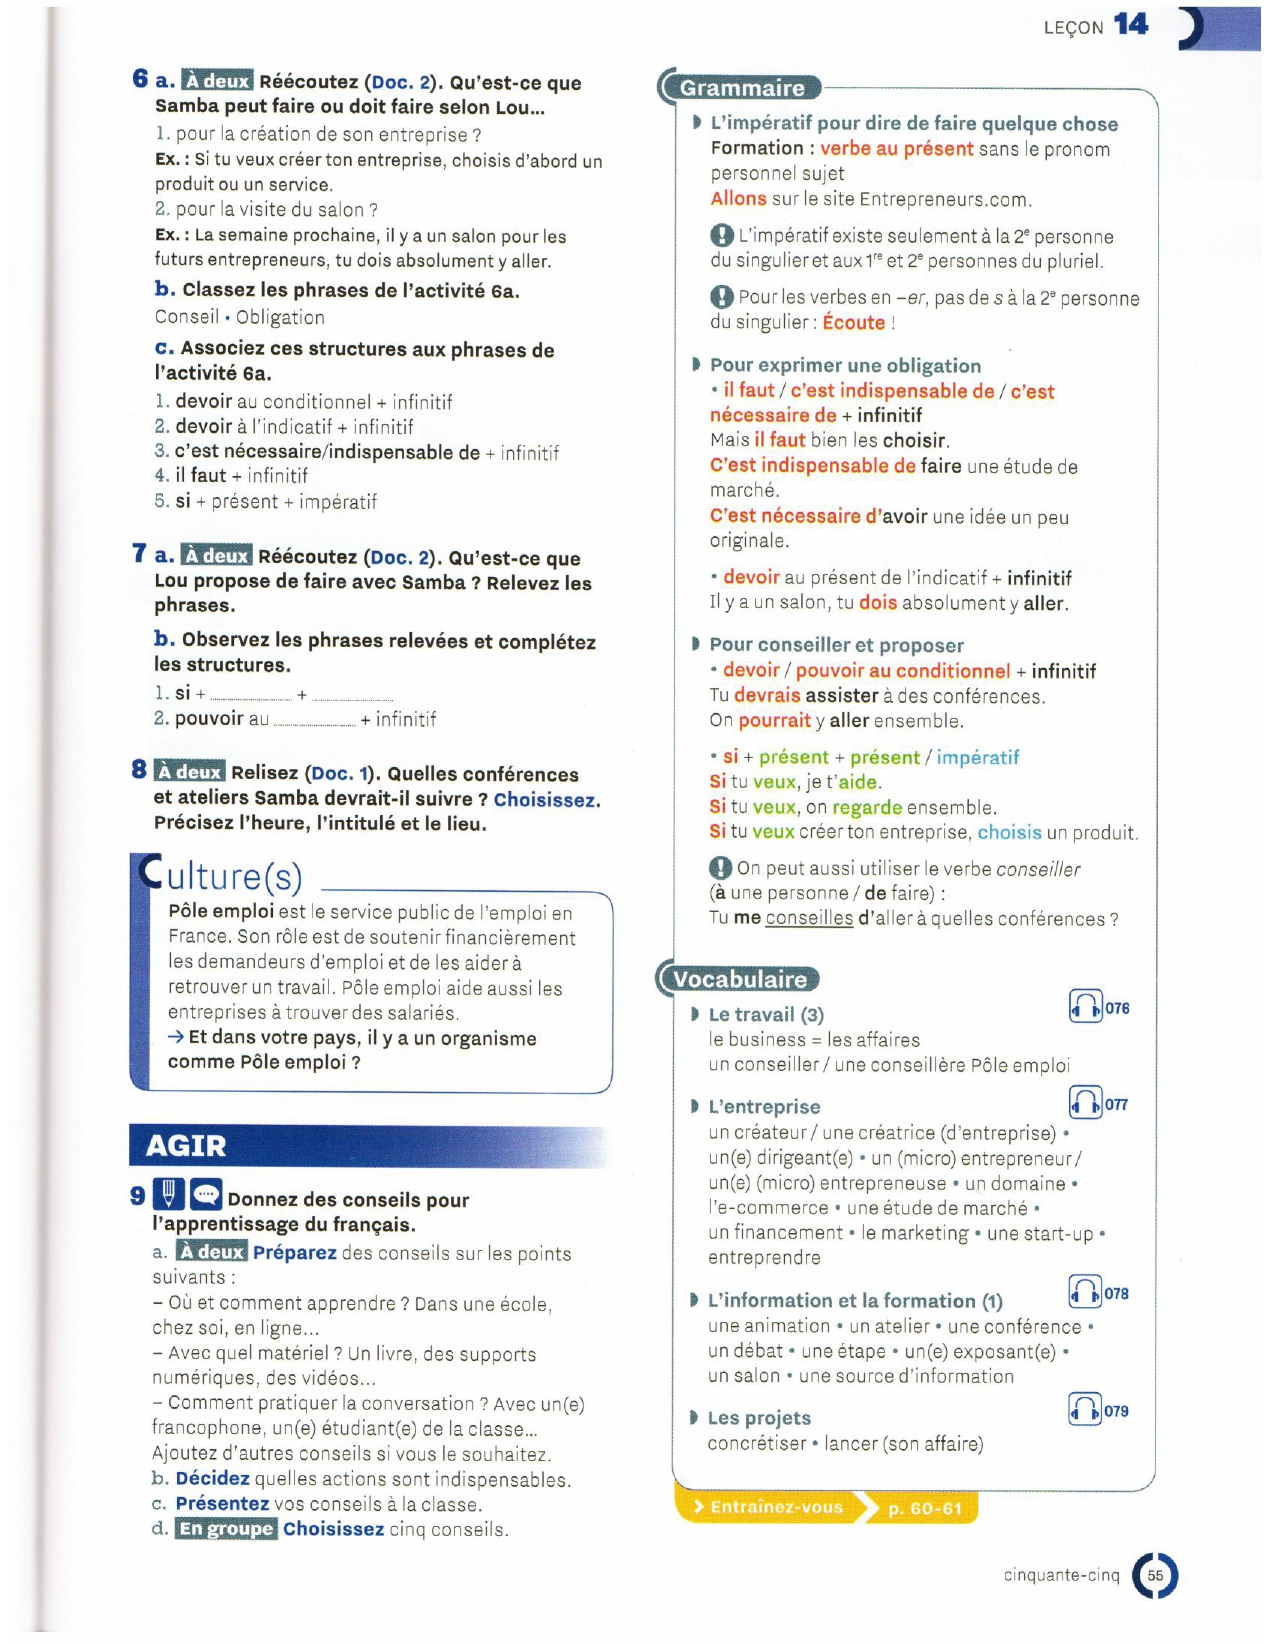 LEÇON 14
6 a. À deux Réécoutez (Doc. 2). Qu'est-ce que
Samba peut faire ou doit faire selon Lou...
1. pour la création de son entreprise ?
Ex. : Si tu veux créer ton entreprise, choisis d'abord un
produit ou un service.
2. pour la visite du salon ?
Ex. : La semaine prochaine, il y a un salon pour les
futurs entrepreneurs, tu dois absolument y aller.
b. Classez les phrases de l'activité 6a.
Conseil • Obligation
c. Associez ces structures aux phrases de
l'activité 6a.
1. devoir au conditionnel + infinitif
2. devoir à l'indicatif + infinitif
3. c'est nécessaire/indispensable de + infinitif
4. il faut + infinitif
5. si + présent + impératif
7 a. À deux Réécoutez (Doc. 2). Qu'est-ce que
Lou propose de faire avec Samba ? Relevez les
phrases.
b. Observez les phrases relevées et complétez
les structures.
1. si + ............ + ............
2. pouvoir au ............ + infinitif
8 À deux Relisez (Doc. 1). Quelles conférences
et ateliers Samba devrait-il suivre ? Choisissez.
Précisez l'heure, l'intitulé et le lieu.
Culture(s)
Pôle emploi est le service public de l'emploi en
France. Son rôle est de soutenir financièrement
les demandeurs d'emploi et de les aider à
retrouver un travail. Pôle emploi aide aussi les
entreprises à trouver des salariés.
→ Et dans votre pays, il y a un organisme
comme Pôle emploi ?
AGIR
9 Donnez des conseils pour
l'apprentissage du français.
a. À deux Préparez des conseils sur les points
suivants :
– Où et comment apprendre ? Dans une école,
chez soi, en ligne...
– Avec quel matériel ? Un livre, des supports
numériques, des vidéos...
– Comment pratiquer la conversation ? Avec un(e)
francophone, un(e) étudiant(e) de la classe...
Ajoutez d'autres conseils si vous le souhaitez.
b. Décidez quelles actions sont indispensables.
c. Présentez vos conseils à la classe.
d. En groupe Choisissez cinq conseils.
Grammaire
L'impératif pour dire de faire quelque chose
Formation : verbe au présent sans le pronom
personnel sujet
Allons sur le site Entrepreneurs.com.
! L'impératif existe seulement à la 2e personne
du singulier et aux 1re et 2e personnes du pluriel.
! Pour les verbes en -er, pas de s à la 2e personne
du singulier : Écoute !
Pour exprimer une obligation
• il faut / c'est indispensable de / c'est
nécessaire de + infinitif
Mais il faut bien les choisir.
C'est indispensable de faire une étude de
marché.
C'est nécessaire d'avoir une idée un peu
originale.
• devoir au présent de l'indicatif + infinitif
Il y a un salon, tu dois absolument y aller.
Pour conseiller et proposer
• devoir / pouvoir au conditionnel + infinitif
Tu devrais assister à des conférences.
On pourrait y aller ensemble.
• si + présent + présent / impératif
Si tu veux, je t'aide.
Si tu veux, on regarde ensemble.
Si tu veux créer ton entreprise, choisis un produit.
! On peut aussi utiliser le verbe conseiller
(à une personne / de faire) :
Tu me conseilles d'aller à quelles conférences ?
Vocabulaire
Le travail (3) 076
le business = les affaires
un conseiller / une conseillère Pôle emploi
L'entreprise 077
un créateur / une créatrice (d'entreprise) •
un(e) dirigeant(e) • un (micro) entrepreneur /
un(e) (micro) entrepreneuse • un domaine •
l'e-commerce • une étude de marché •
un financement • le marketing • une start-up •
entreprendre
L'information et la formation (1) 078
une animation • un atelier • une conférence •
un débat • une étape • un(e) exposant(e) •
un salon • une source d'information
Les projets 079
concrétiser • lancer (son affaire)
> Entraînez-vous > p. 60-61
cinquante-cinq 55